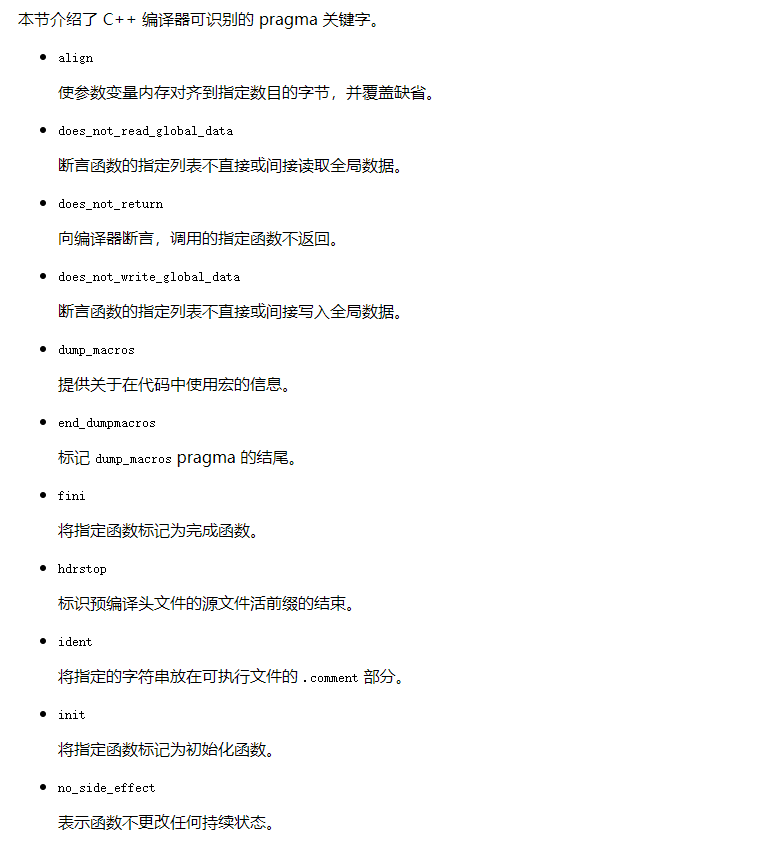 本节介绍了 C++ 编译器可识别的 pragma 关键字。
• align
使参数变量内存对齐到指定数目的字节，并覆盖缺省。
• does_not_read_global_data
断言函数的指定列表不直接或间接读取全局数据。
• does_not_return
向编译器断言，调用的指定函数不返回。
• does_not_write_global_data
断言函数的指定列表不直接或间接写入全局数据。
• dump_macros
提供关于在代码中使用宏的信息。
• end_dumpmacros
标记 dump_macros pragma 的结尾。
• fini
将指定函数标记为完成函数。
• hdrstop
标识预编译头文件的源文件活前缀的结束。
• ident
将指定的字符串放在可执行文件的 .comment 部分。
• init
将指定函数标记为初始化函数。
• no_side_effect
表示函数不更改任何持续状态。